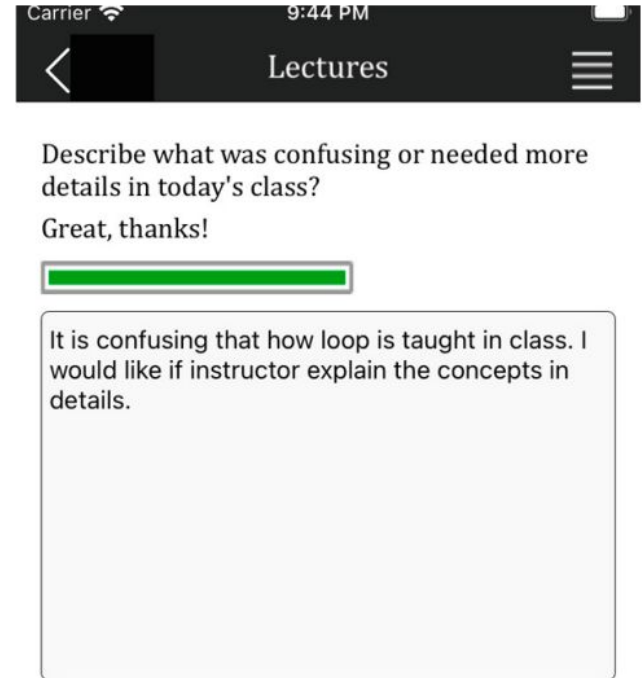 Carrier 9:44 PM
Lectures
Describe what was confusing or needed more
details in today's class?
Great, thanks!
It is confusing that how loop is taught in class. I
would like if instructor explain the concepts in
details.